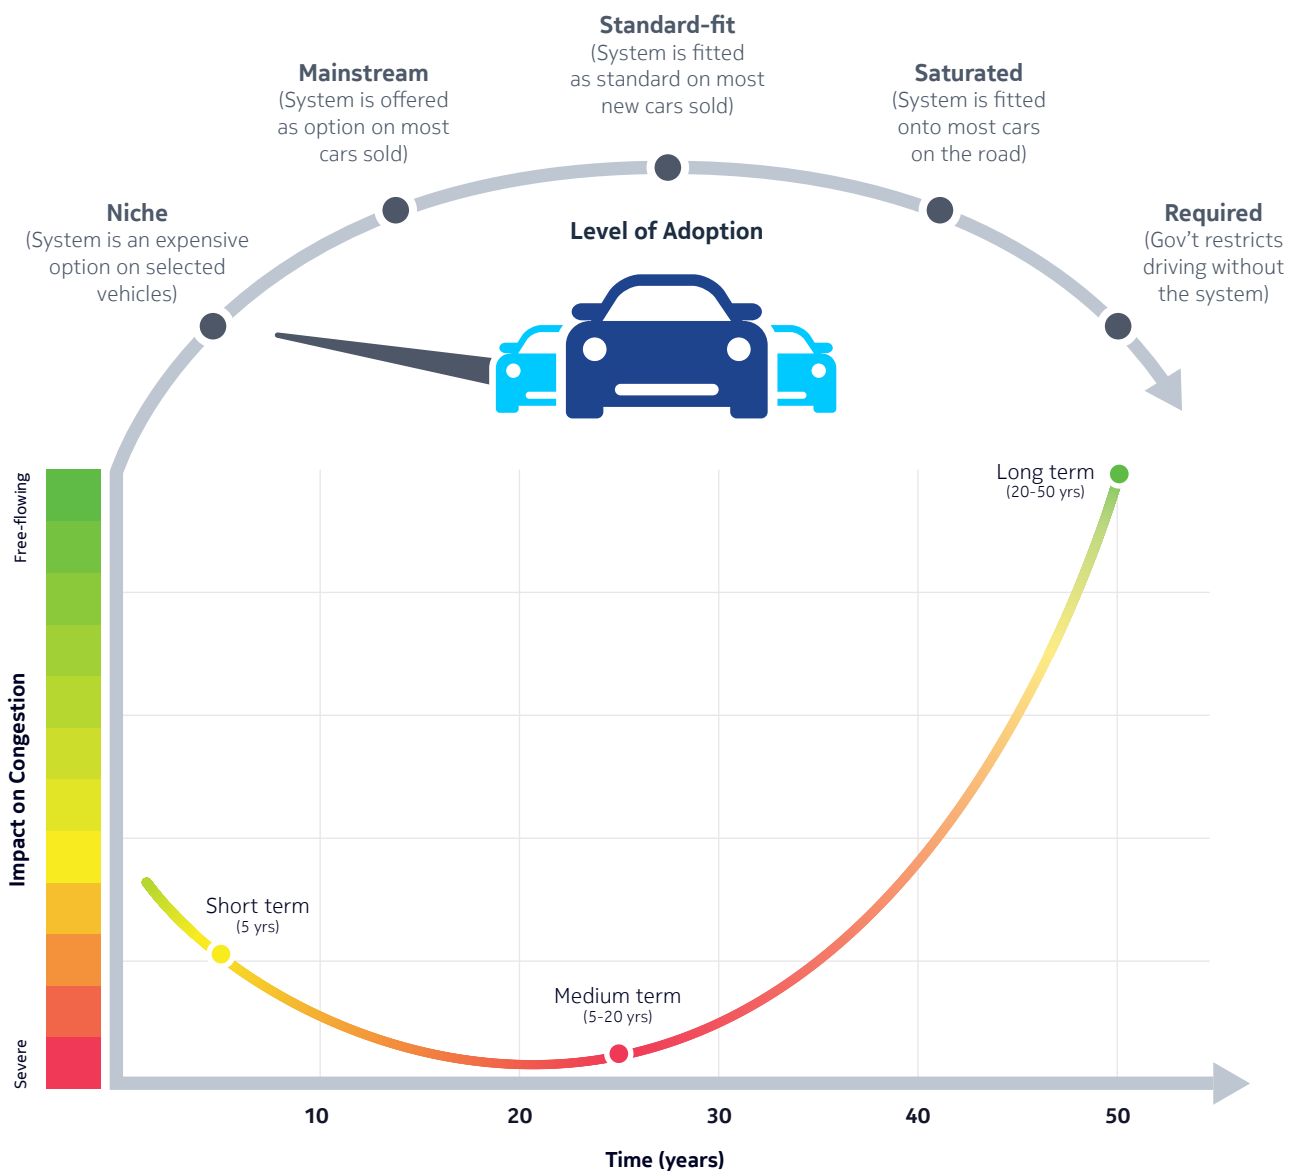 Standard-fit
(System is fitted
as standard on most
new cars sold)
Mainstream
(System is offered
as option on most
cars sold)
Saturated
(System is fitted
onto most cars
on the road)
Niche
(System is an expensive
option on selected
vehicles)
Required
(Gov’t restricts
driving without
the system)
Level of Adoption
Free-flowing
Impact on Congestion
Severe
Long term
(20-50 yrs)
Short term
(5 yrs)
Medium term
(5-20 yrs)
10 20 30 40 50
Time (years)